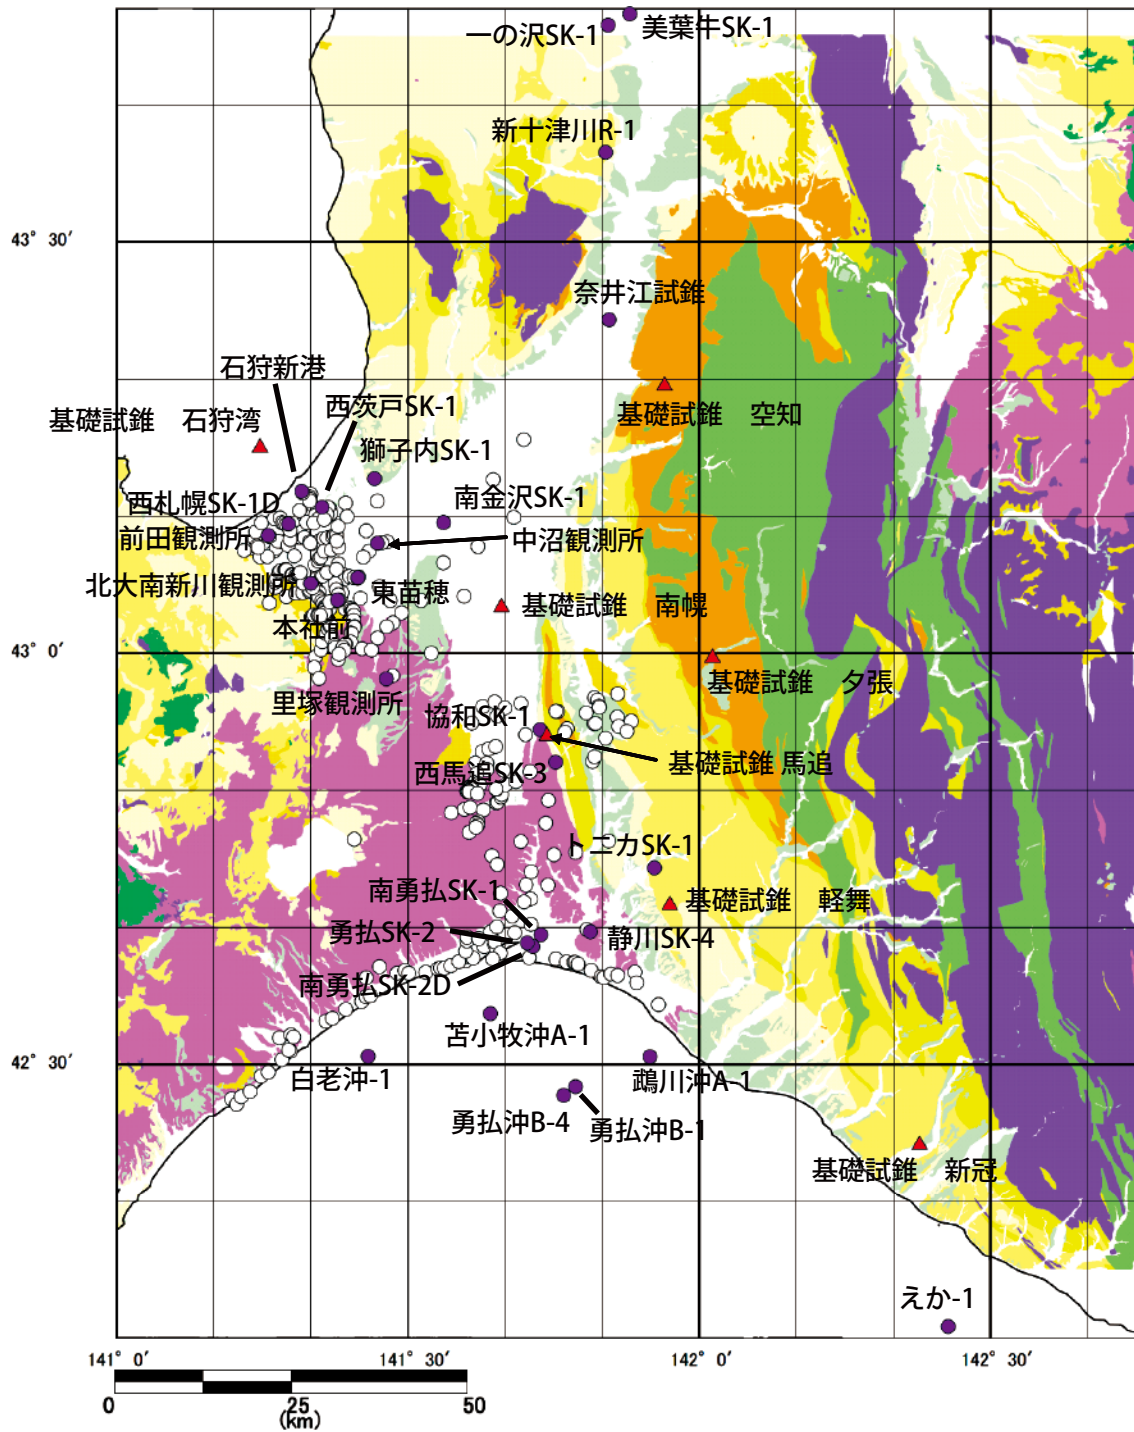 一の沢SK-1
美葉牛SK-1
新十津川R-1
43° 30′
奈井江試錐
石狩新港
西茨戸SK-1
基礎試錐 石狩湾
基礎試錐 空知
獅子内SK-1
西札幌SK-1D
南金沢SK-1
前田観測所
中沼観測所
北大南新川観測所
東苗穂
基礎試錐 南幌
本社前
43° 0′
基礎試錐 夕張
里塚観測所
協和SK-1
基礎試錐 馬追
西馬追SK-3
トニカSK-1
南勇払SK-1
基礎試錐 軽舞
勇払SK-2
静川SK-4
南勇払SK-2D
苫小牧沖A-1
42° 30′
白老沖-1
鵡川沖A-1
勇払沖B-4
勇払沖B-1
基礎試錐 新冠
えか-1
141° 0′
141° 30′
142° 0′
142° 30′
0
25
50
(km)